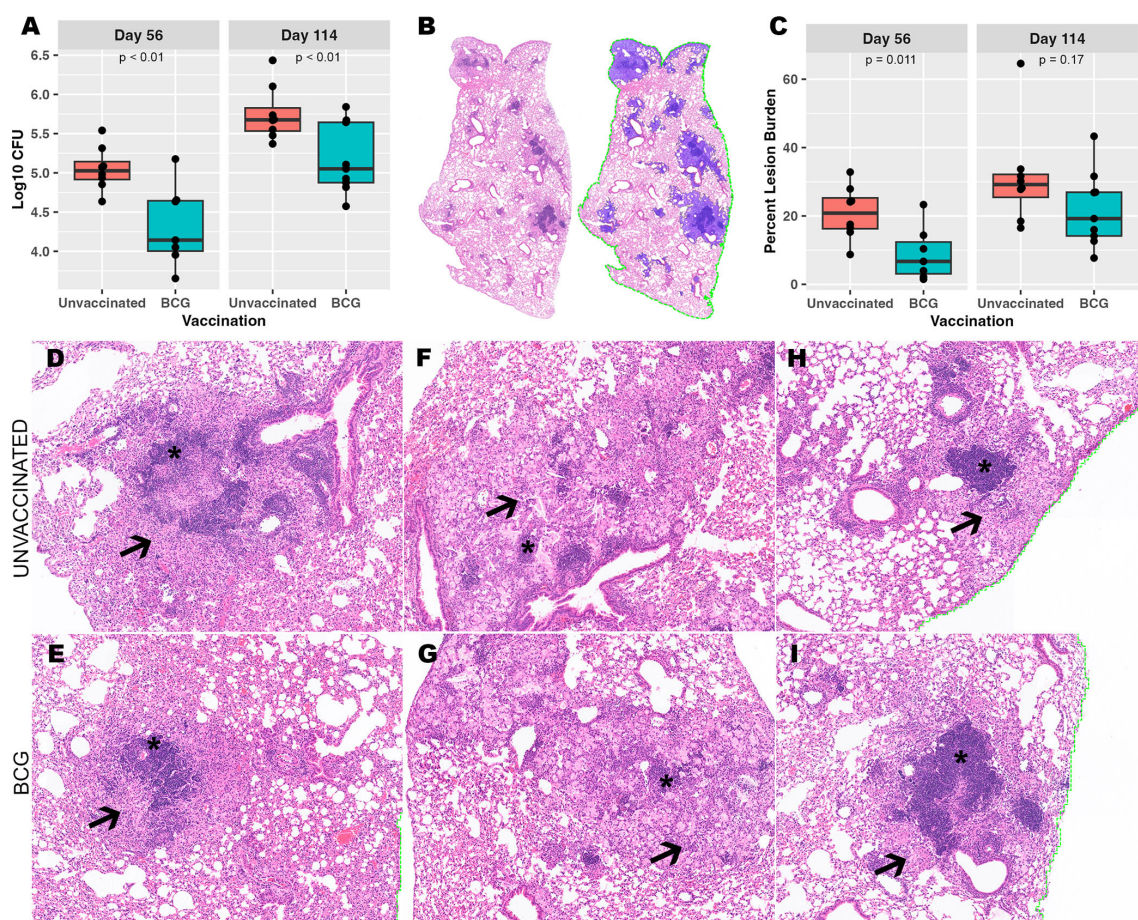 A
Day 56
Day 114
p < 0.01
p < 0.01
6.5
6.0
5.5
5.0
4.5
4.0
Log10 CFU
Unvaccinated
BCG
Unvaccinated
BCG
Vaccination
B
C
Day 56
Day 114
p = 0.011
p = 0.17
60
40
20
0
Percent Lesion Burden
Unvaccinated
BCG
Unvaccinated
BCG
Vaccination
UNVACCINATED
D
*
F
*
H
*
BCG
E
*
G
*
I
*